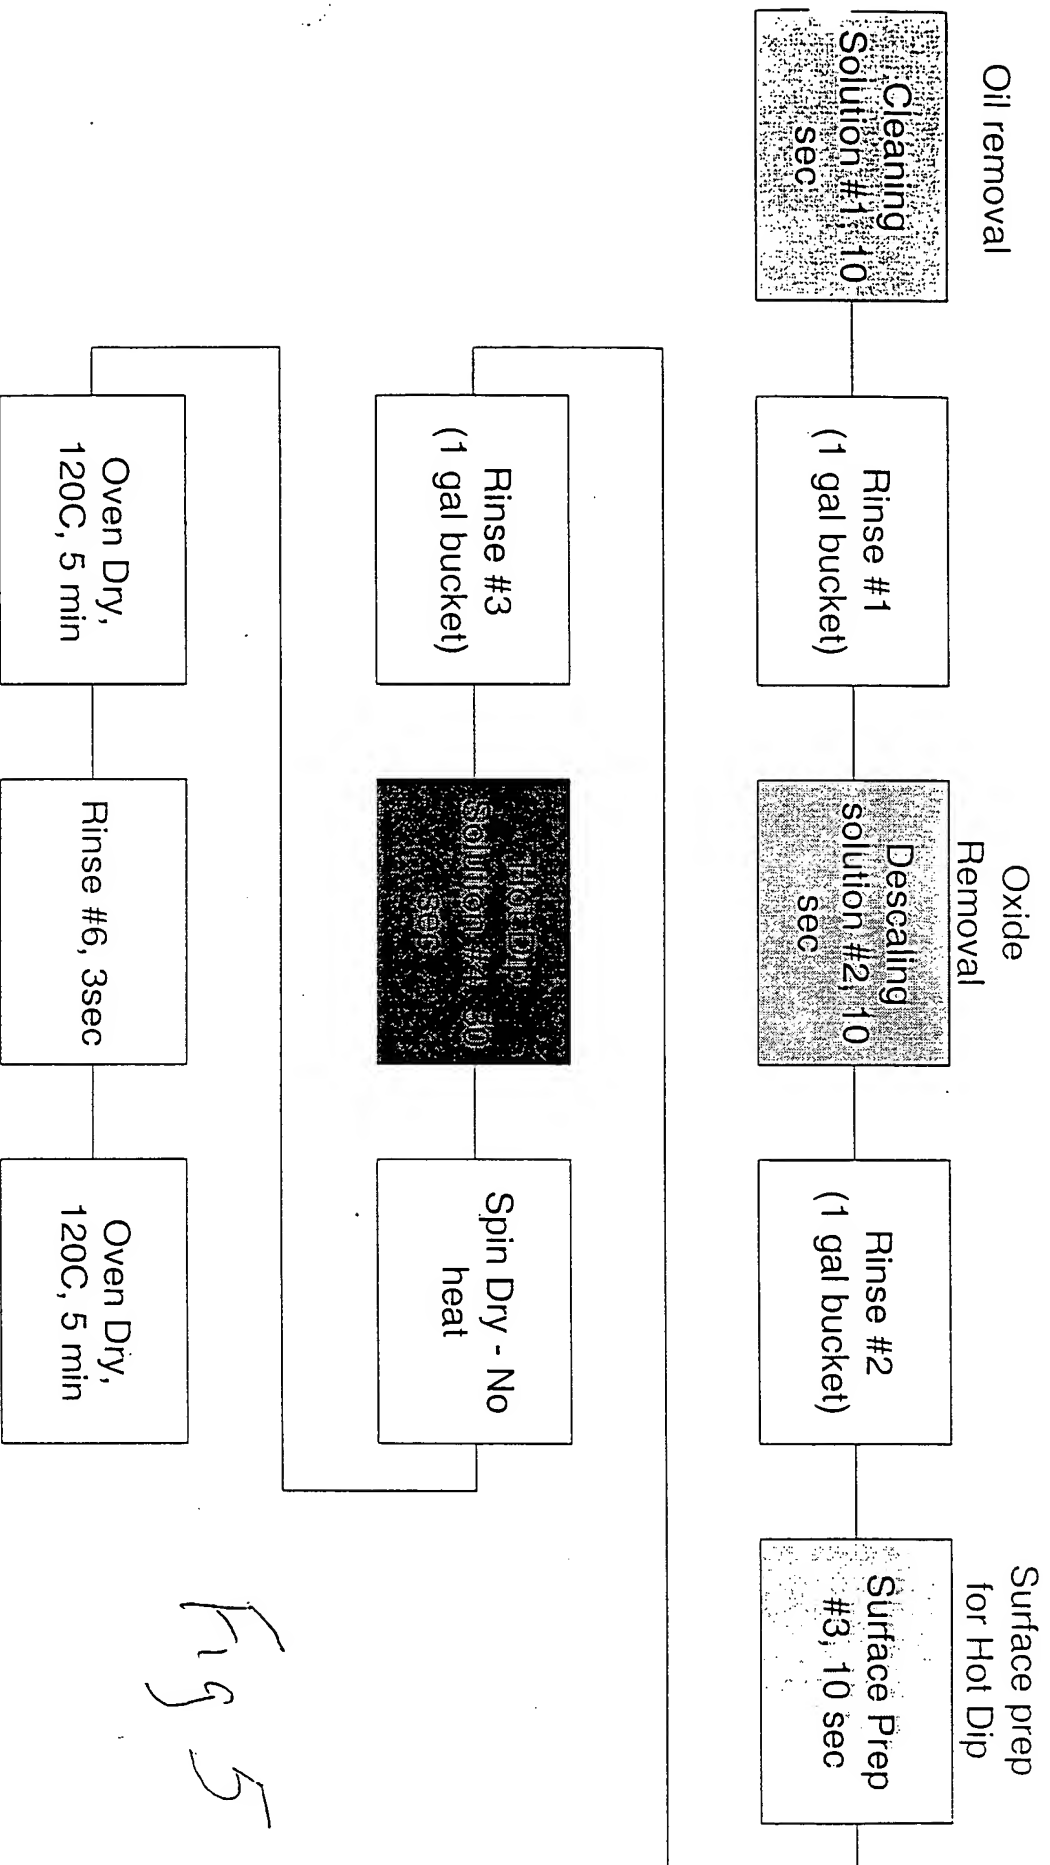 Oil removal
Cleaning
Solution #1, 10
sec
Rinse #1
(1 gal bucket)
Oxide
Removal
Descaling
solution #2, 10
sec
Rinse #2
(1 gal bucket)
Surface prep
for Hot Dip
Surface Prep
#3, 10 sec
Rinse #3
(1 gal bucket)
Hot Dip
solution #4, 30
sec
Spin Dry - No
heat
Oven Dry,
120C, 5 min
Rinse #6, 3sec
Oven Dry,
120C, 5 min
Fig 5